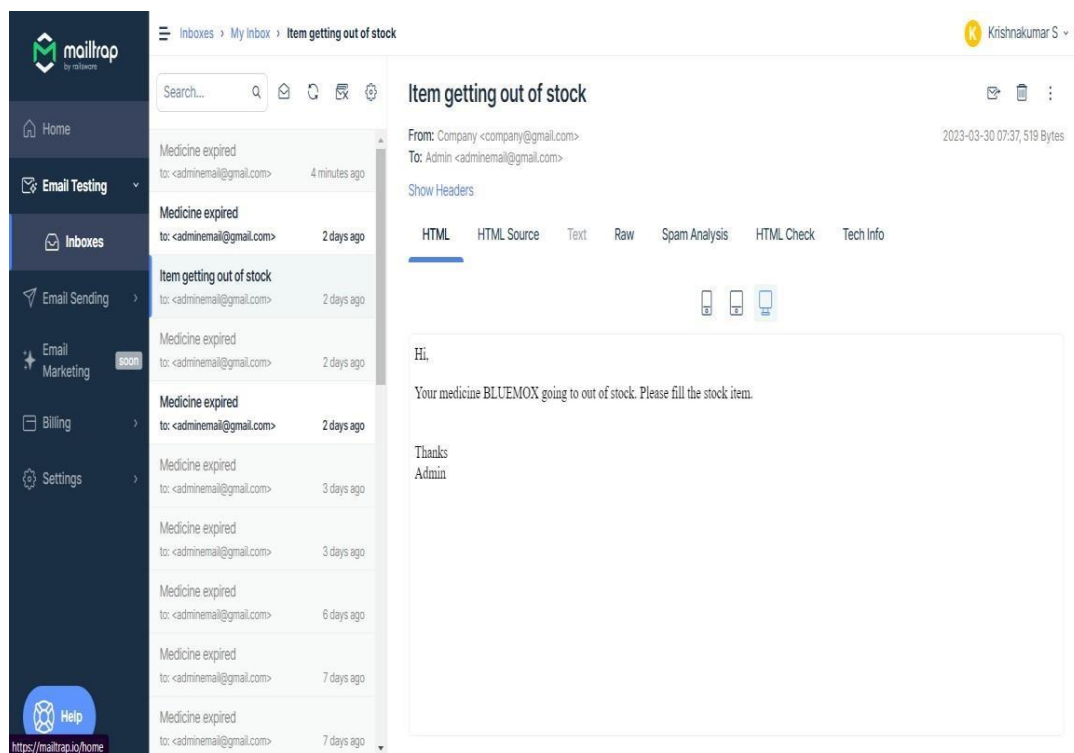 mailtrap
by railsware
Home
Email Testing
Inboxes
Email Sending
Email
Marketing
soon
Billing
Settings
Help
https://mailtrap.io/home
Inboxes › My Inbox › Item getting out of stock
Krishnakumar S
K
Search...
Medicine expired
to: <adminemail@gmail.com> 4 minutes ago
Medicine expired
to: <adminemail@gmail.com> 2 days ago
Item getting out of stock
to: <adminemail@gmail.com> 2 days ago
Medicine expired
to: <adminemail@gmail.com> 2 days ago
Medicine expired
to: <adminemail@gmail.com> 2 days ago
Medicine expired
to: <adminemail@gmail.com> 3 days ago
Medicine expired
to: <adminemail@gmail.com> 3 days ago
Medicine expired
to: <adminemail@gmail.com> 6 days ago
Medicine expired
to: <adminemail@gmail.com> 7 days ago
Medicine expired
to: <adminemail@gmail.com> 7 days ago
Item getting out of stock
From: Company <company@gmail.com>
2023-03-30 07:37, 519 Bytes
To: Admin <adminemail@gmail.com>
Show Headers
HTML HTML Source Text Raw Spam Analysis HTML Check Tech Info
Hi,
Your medicine BLUEMOX going to out of stock. Please fill the stock item.
Thanks
Admin